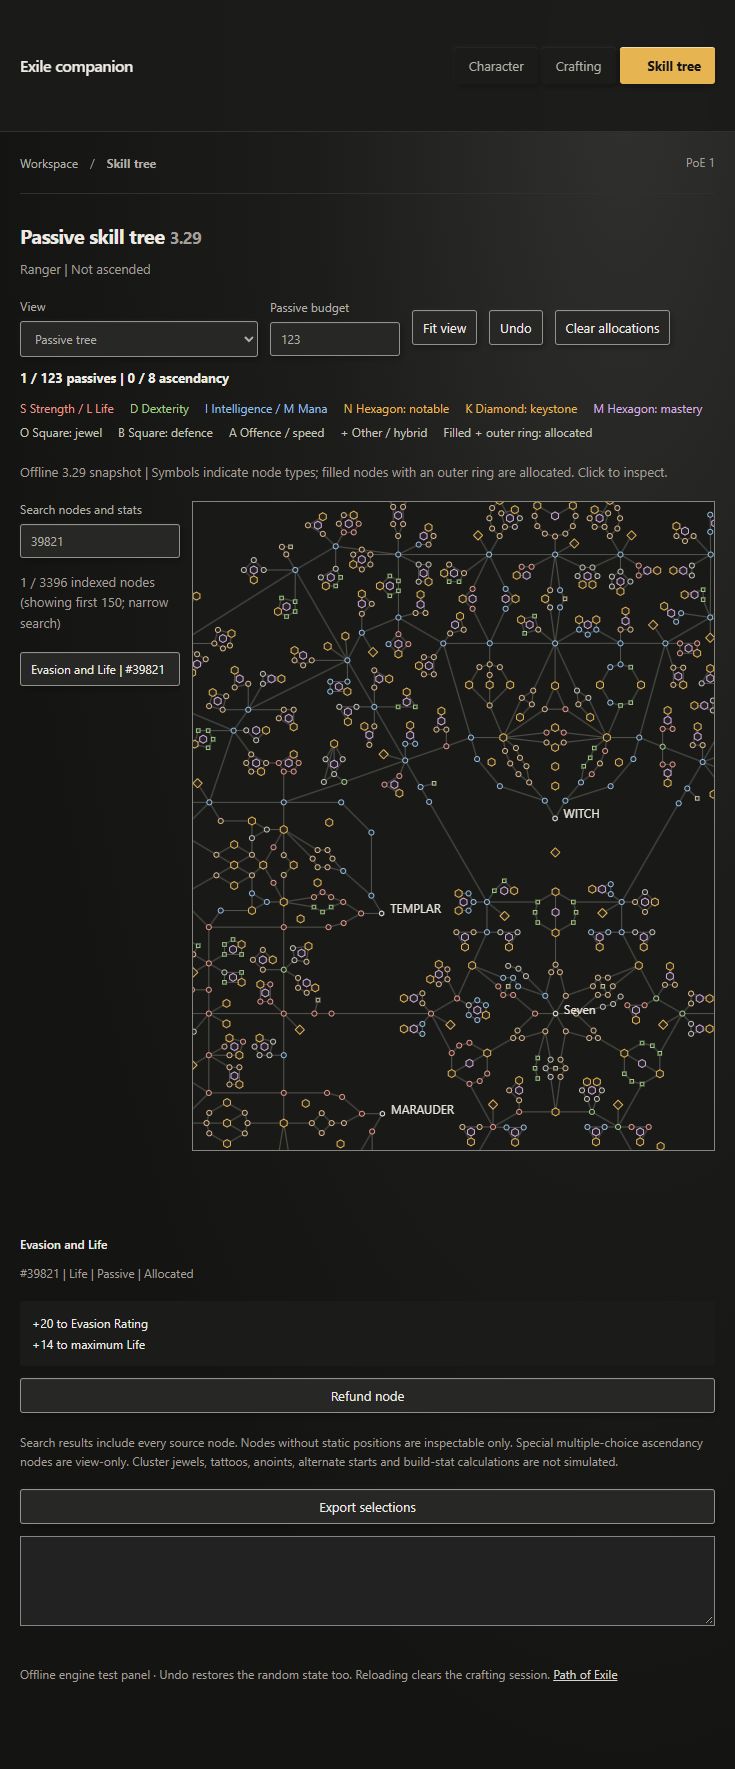 Exile companion
Character
Crafting
Skill tree
Workspace / Skill tree
PoE 1
Passive skill tree 3.29
Ranger | Not ascended
View
Passive budget
Passive tree
123
Fit view
Undo
Clear allocations
1 / 123 passives | 0 / 8 ascendancy
S Strength / L Life D Dexterity I Intelligence / M Mana N Hexagon: notable K Diamond: keystone M Hexagon: mastery
O Square: jewel B Square: defence A Offence / speed + Other / hybrid Filled + outer ring: allocated
Offline 3.29 snapshot | Symbols indicate node types; filled nodes with an outer ring are allocated. Click to inspect.
Search nodes and stats
39821
1 / 3396 indexed nodes
(showing first 150; narrow
search)
Evasion and Life | #39821
WITCH
TEMPLAR
Seven
MARAUDER
Evasion and Life
#39821 | Life | Passive | Allocated
+20 to Evasion Rating
+14 to maximum Life
Refund node
Search results include every source node. Nodes without static positions are inspectable only. Special multiple-choice ascendancy
nodes are view-only. Cluster jewels, tattoos, anoints, alternate starts and build-stat calculations are not simulated.
Export selections
Offline engine test panel · Undo restores the random state too. Reloading clears the crafting session. Path of Exile